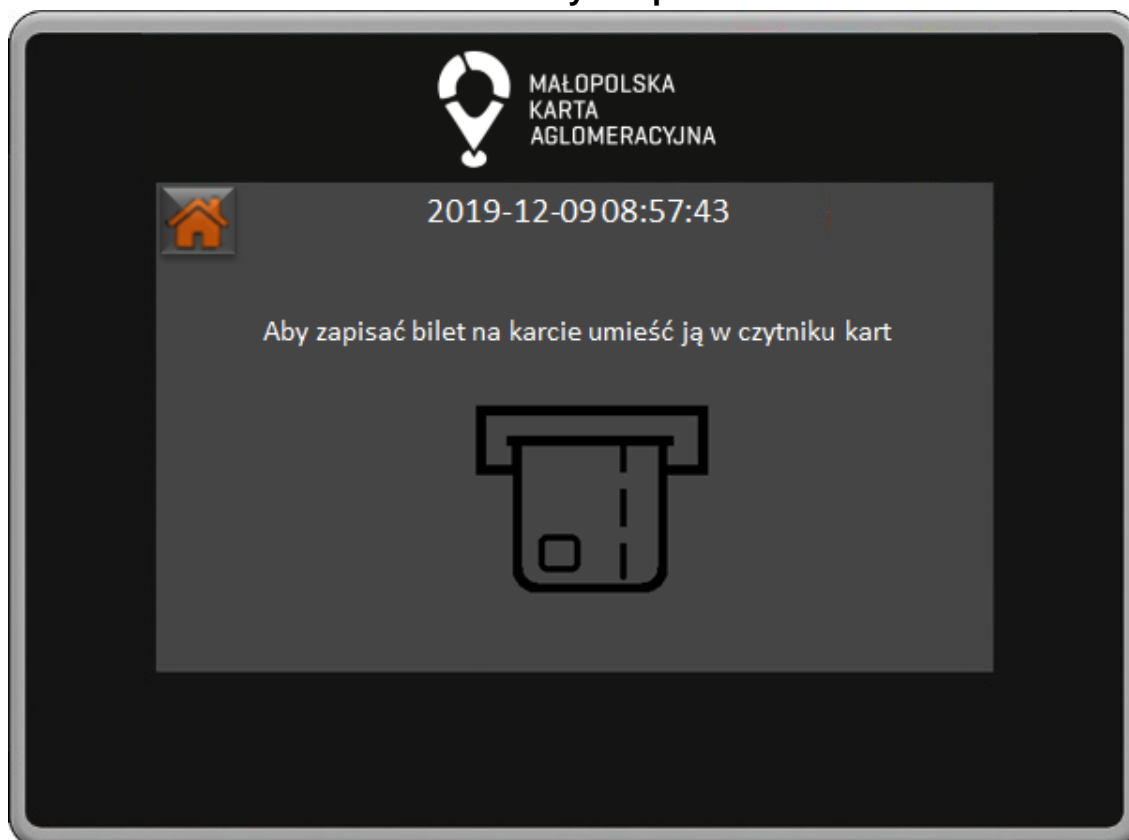 MAŁOPOLSKA
KARTA
AGLOMERACYJNA
2019-12-09 08:57:43
Aby zapisać bilet na karcie umieść ją w czytniku kart